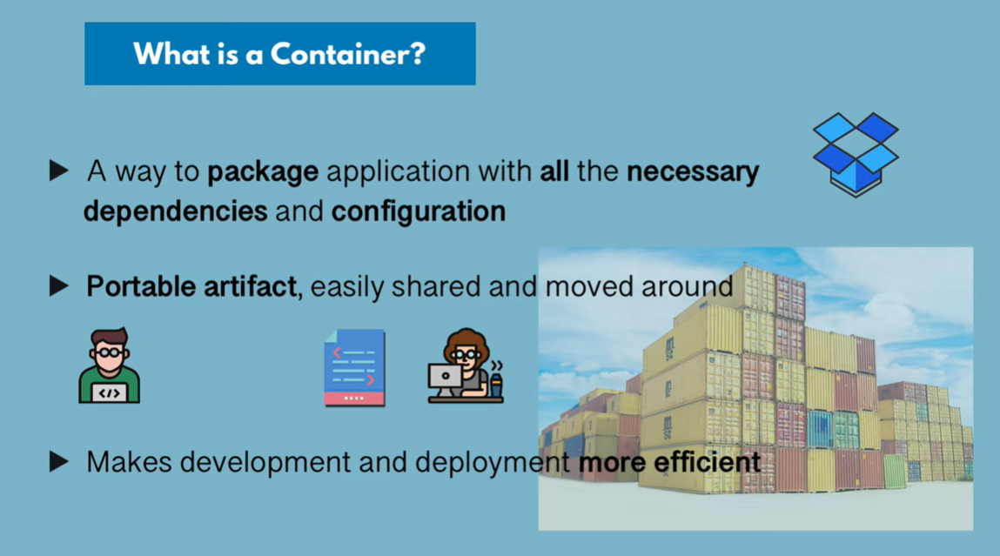 What is a Container?
A way to package application with all the necessary
dependencies and configuration
Portable artifact, easily shared and moved around
</>
Makes development and deployment more efficient